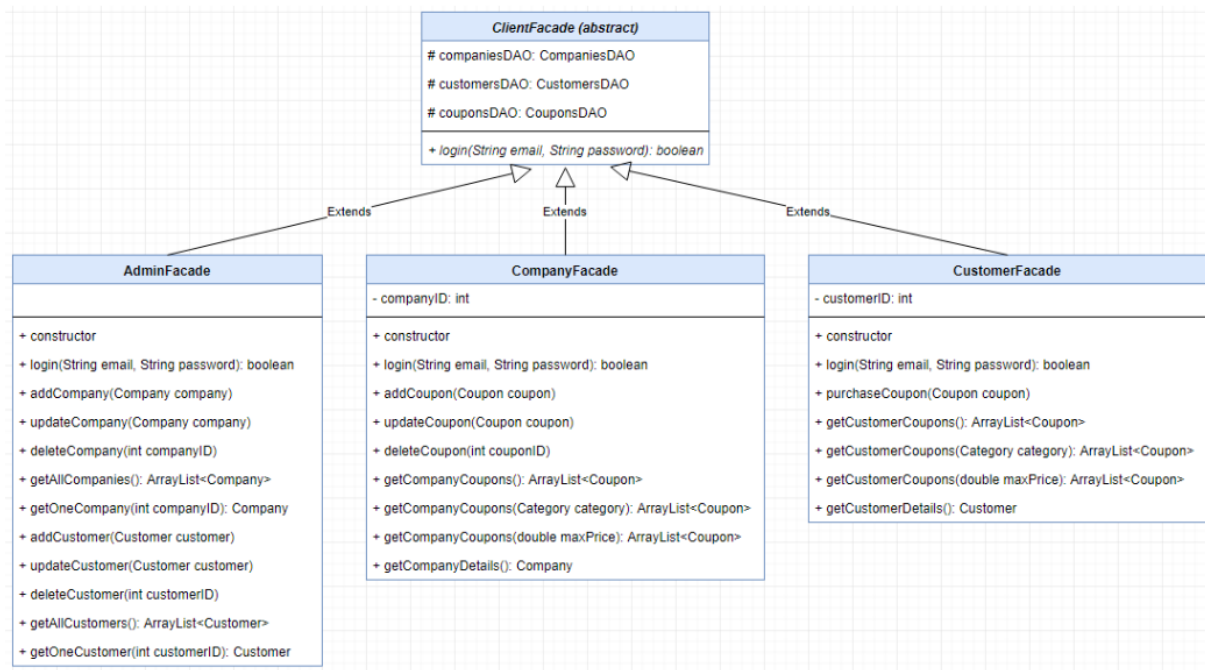 ClientFacade (abstract)
# companiesDAO: CompaniesDAO
# customersDAO: CustomersDAO
# couponsDAO: CouponsDAO
+ login(String email, String password): boolean
Extends
Extends
Extends
AdminFacade
+ constructor
+ login(String email, String password): boolean
+ addCompany(Company company)
+ updateCompany(Company company)
+ deleteCompany(int companyID)
+ getAllCompanies(): ArrayList<Company>
+ getOneCompany(int companyID): Company
+ addCustomer(Customer customer)
+ updateCustomer(Customer customer)
+ deleteCustomer(int customerID)
+ getAllCustomers(): ArrayList<Customer>
+ getOneCustomer(int customerID): Customer
CompanyFacade
- companyID: int
+ constructor
+ login(String email, String password): boolean
+ addCoupon(Coupon coupon)
+ updateCoupon(Coupon coupon)
+ deleteCoupon(int couponID)
+ getCompanyCoupons(): ArrayList<Coupon>
+ getCompanyCoupons(Category category): ArrayList<Coupon>
+ getCompanyCoupons(double maxPrice): ArrayList<Coupon>
+ getCompanyDetails(): Company
CustomerFacade
- customerID: int
+ constructor
+ login(String email, String password): boolean
+ purchaseCoupon(Coupon coupon)
+ getCustomerCoupons(): ArrayList<Coupon>
+ getCustomerCoupons(Category category): ArrayList<Coupon>
+ getCustomerCoupons(double maxPrice): ArrayList<Coupon>
+ getCustomerDetails(): Customer